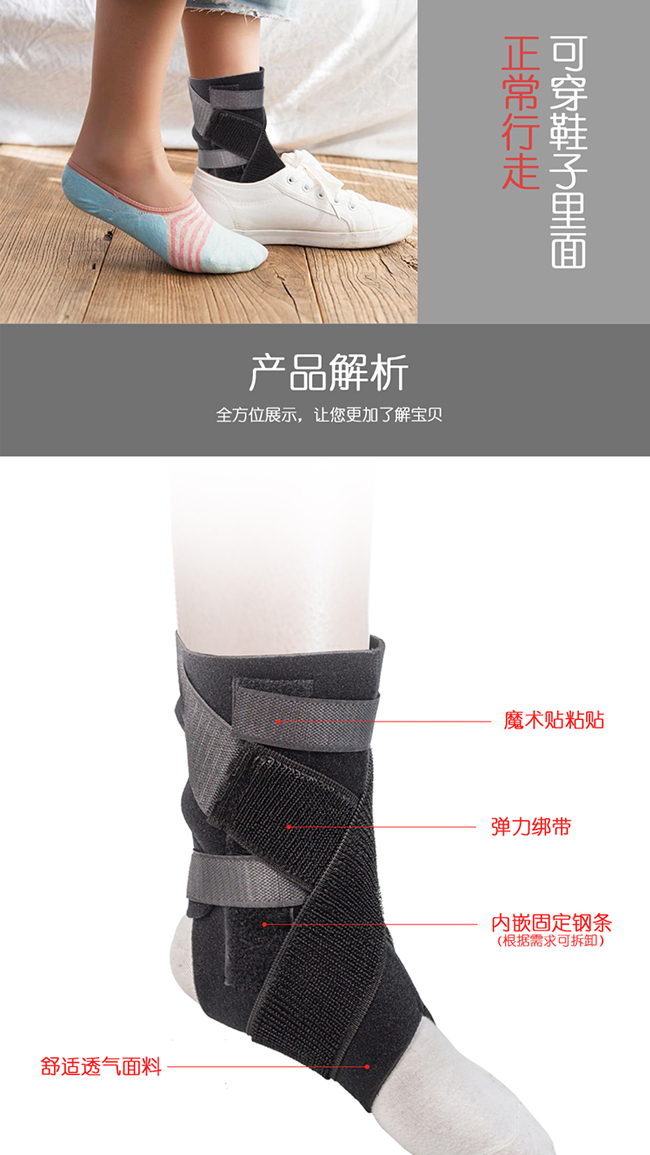 可穿鞋子里面
正常行走
产品解析
全方位展示，让您更加了解宝贝
魔术贴粘贴
弹力绑带
内嵌固定钢条
（根据需求可拆卸）
舒适透气面料